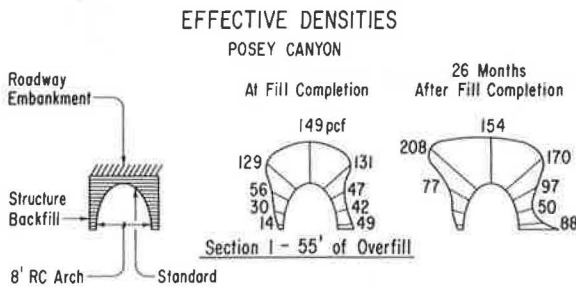 EFFECTIVE DENSITIES
POSEY CANYON
Roadway
Embankment
Structure
Backfill
8' RC Arch
Standard
At Fill Completion
149 pcf
129
131
56
47
30
42
14
49
26 Months
After Fill Completion
154
208
170
77
97
50
88
Section 1 - 55' of Overfill